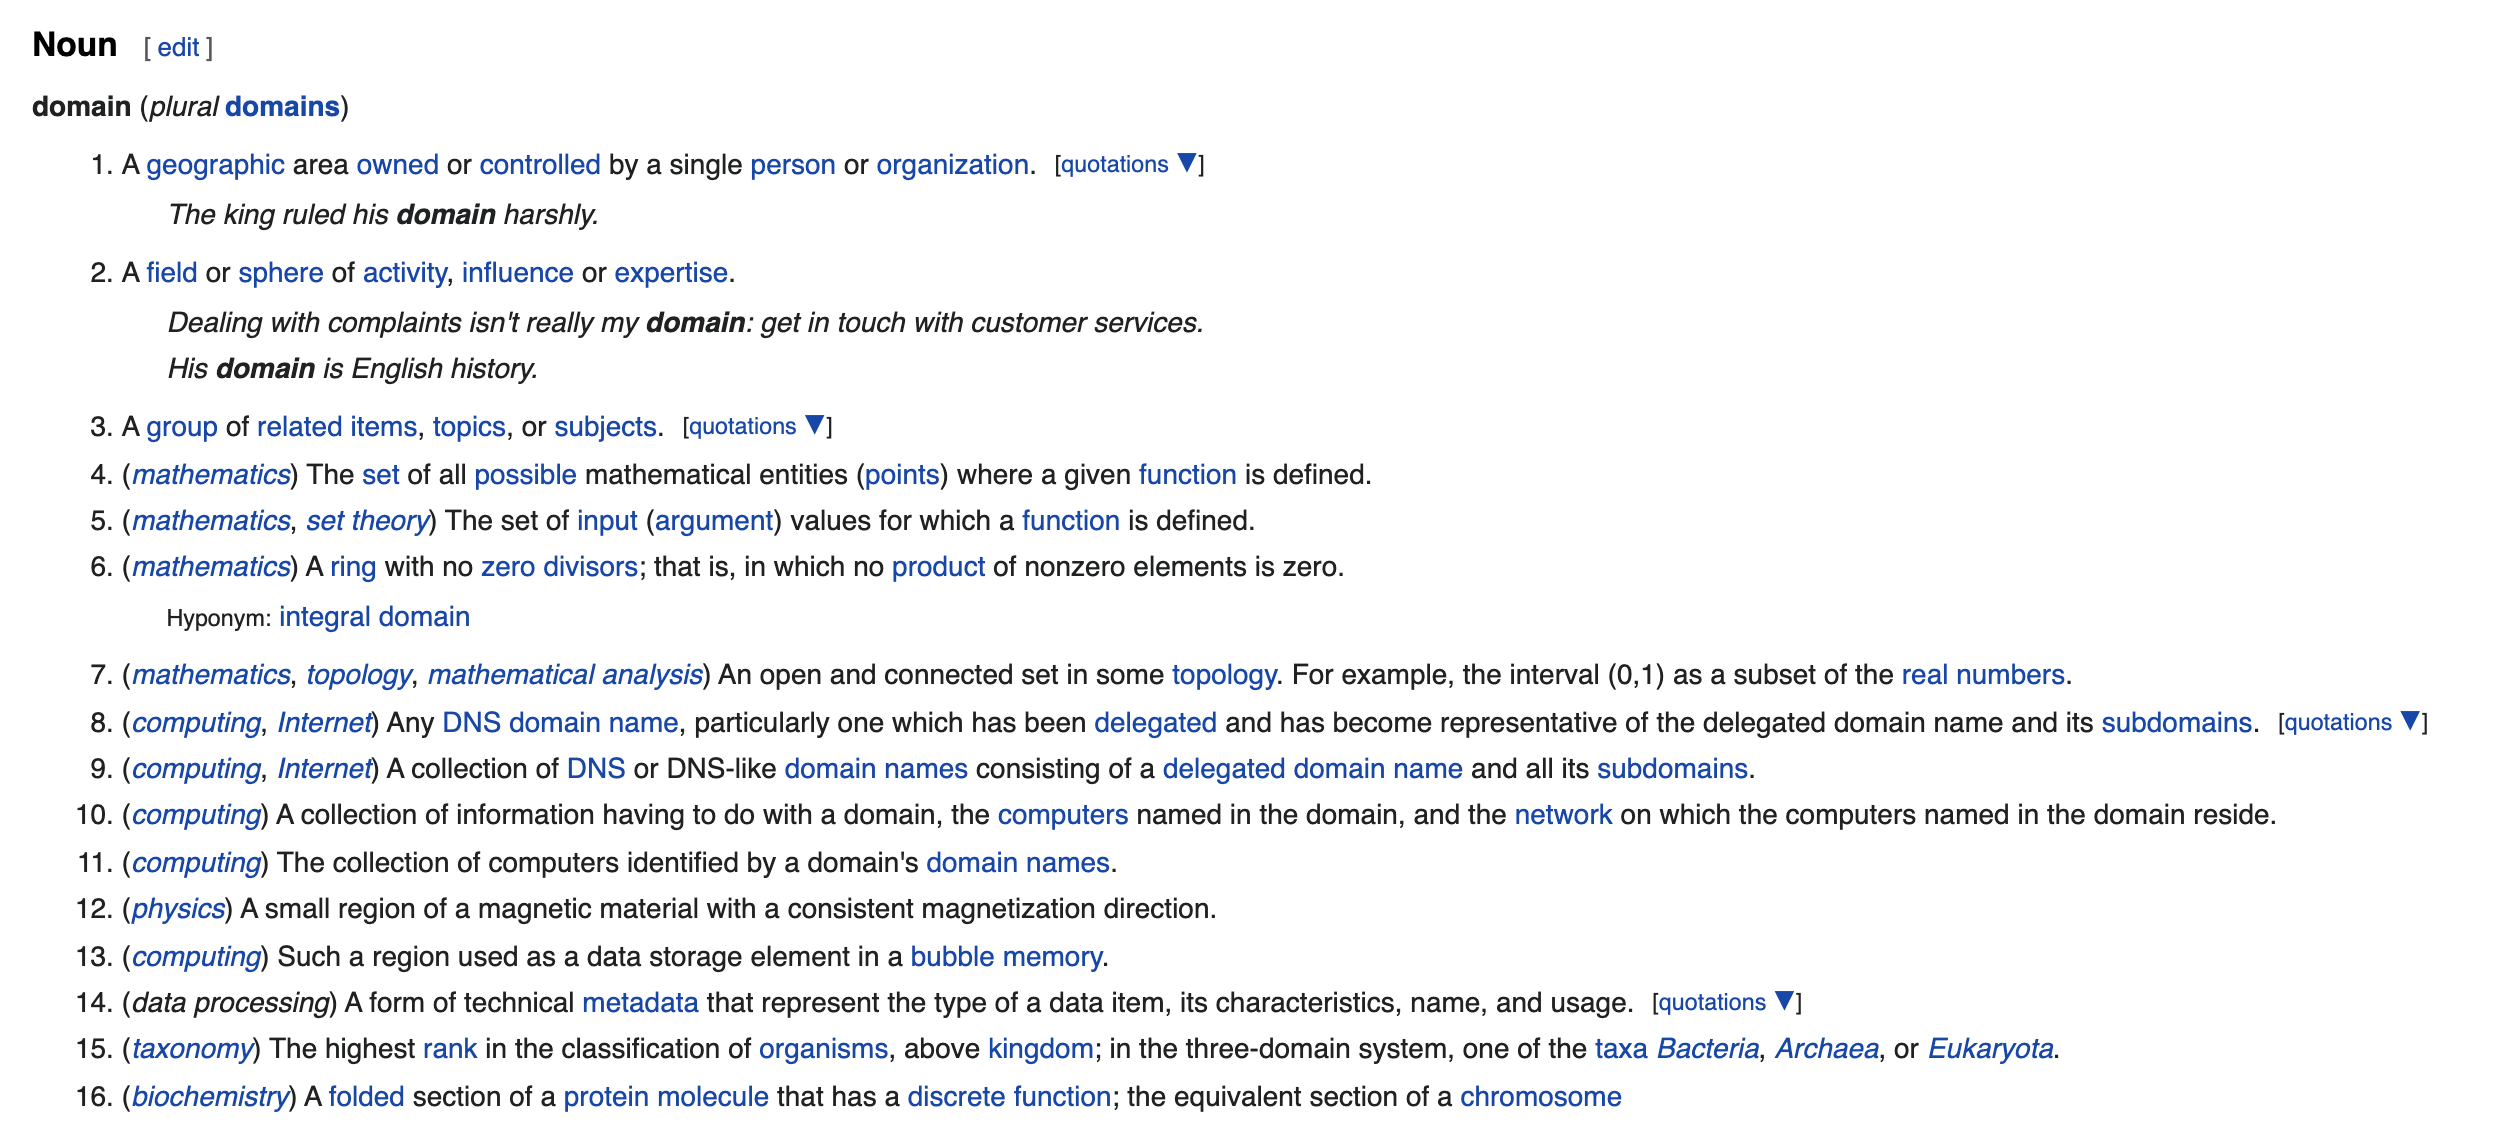 Noun [ edit ]
domain (plural domains)
1. A geographic area owned or controlled by a single person or organization. [quotations ▼]
The king ruled his domain harshly.
2. A field or sphere of activity, influence or expertise.
Dealing with complaints isn't really my domain: get in touch with customer services.
His domain is English history.
3. A group of related items, topics, or subjects. [quotations ▼]
4. (mathematics) The set of all possible mathematical entities (points) where a given function is defined.
5. (mathematics, set theory) The set of input (argument) values for which a function is defined.
6. (mathematics) A ring with no zero divisors; that is, in which no product of nonzero elements is zero.
Hyponym: integral domain
7. (mathematics, topology, mathematical analysis) An open and connected set in some topology. For example, the interval (0,1) as a subset of the real numbers.
8. (computing, Internet) Any DNS domain name, particularly one which has been delegated and has become representative of the delegated domain name and its subdomains. [quotations ▼]
9. (computing, Internet) A collection of DNS or DNS-like domain names consisting of a delegated domain name and all its subdomains.
10. (computing) A collection of information having to do with a domain, the computers named in the domain, and the network on which the computers named in the domain reside.
11. (computing) The collection of computers identified by a domain's domain names.
12. (physics) A small region of a magnetic material with a consistent magnetization direction.
13. (computing) Such a region used as a data storage element in a bubble memory.
14. (data processing) A form of technical metadata that represent the type of a data item, its characteristics, name, and usage. [quotations ▼]
15. (taxonomy) The highest rank in the classification of organisms, above kingdom; in the three-domain system, one of the taxa Bacteria, Archaea, or Eukaryota.
16. (biochemistry) A folded section of a protein molecule that has a discrete function; the equivalent section of a chromosome